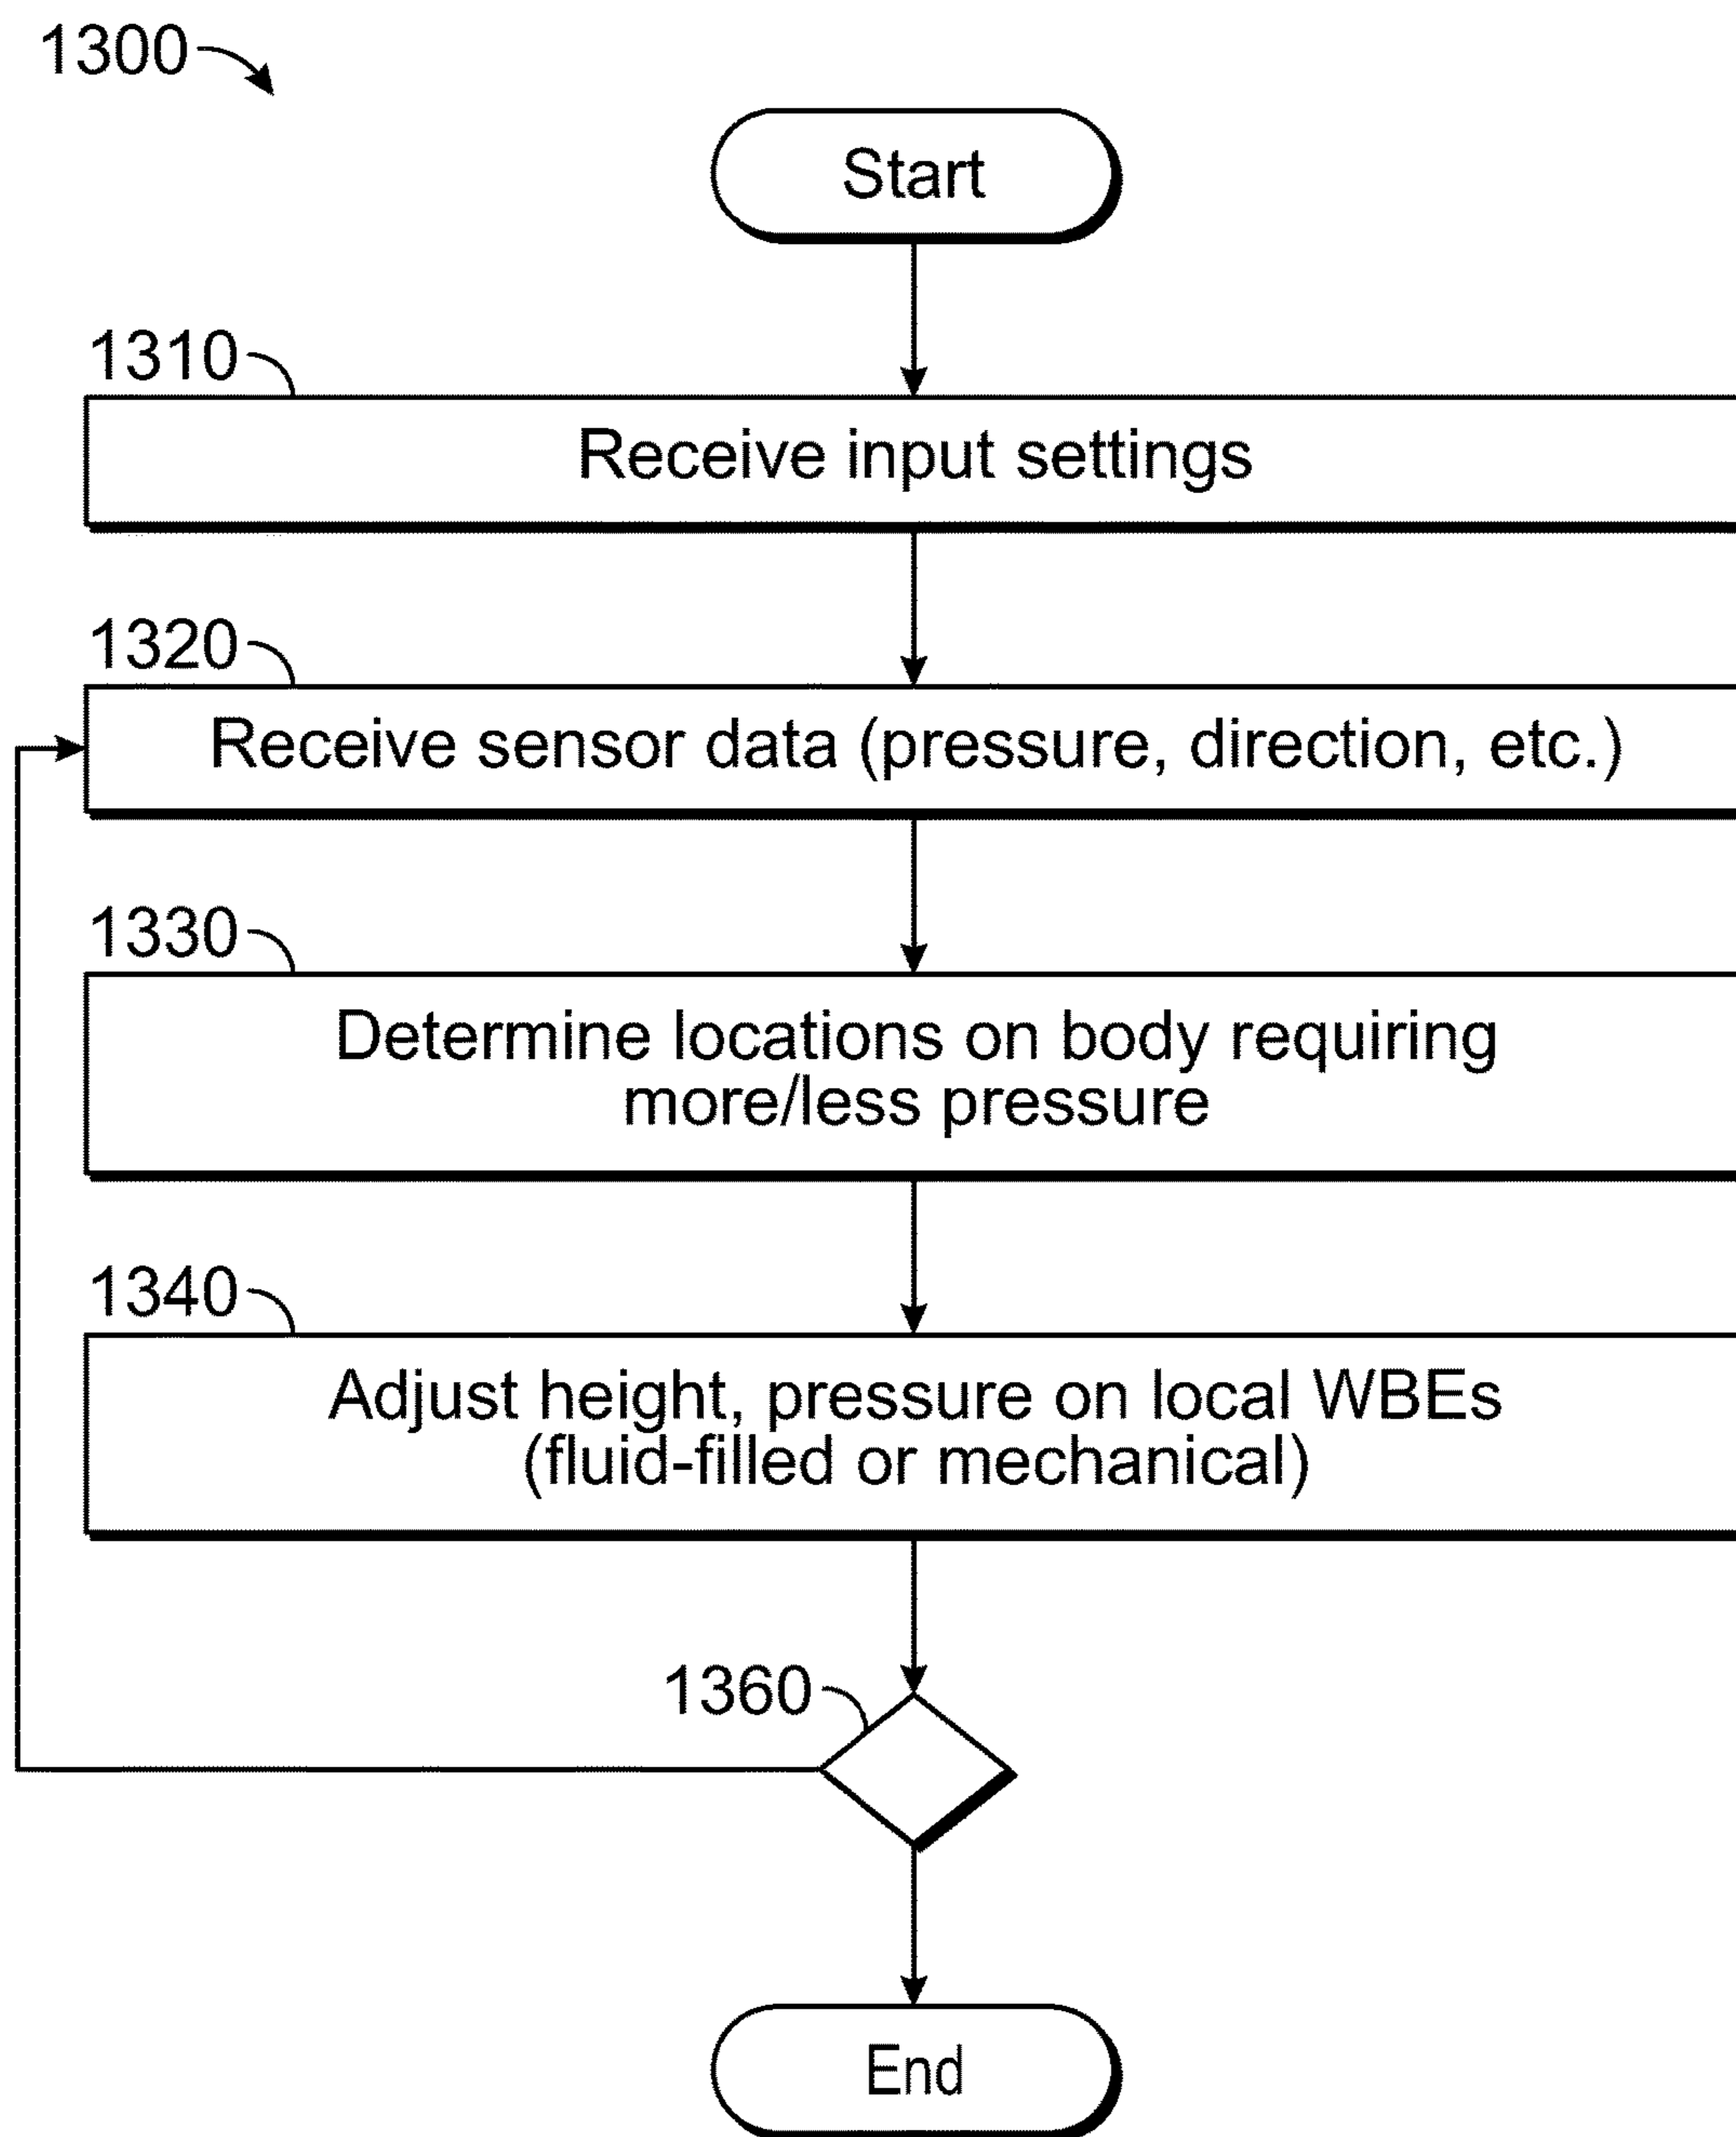 1300
Start
1310
Receive input settings
1320
Receive sensor data (pressure, direction, etc.)
1330
Determine locations on body requiring
more/less pressure
1340
Adjust height, pressure on local WBEs
(fluid-filled or mechanical)
1360
End